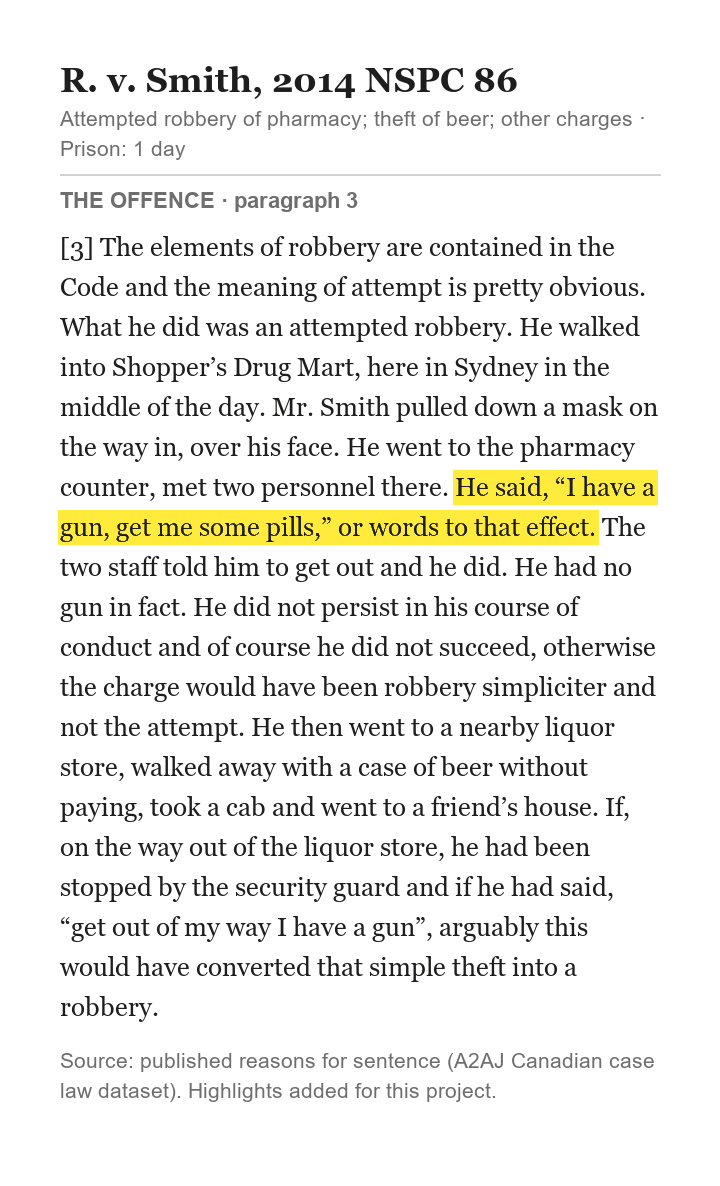 R. v. Smith, 2014 NSPC 86
Attempted robbery of pharmacy; theft of beer; other charges ·
Prison: 1 day
THE OFFENCE · paragraph 3
[3] The elements of robbery are contained in the
Code and the meaning of attempt is pretty obvious.
What he did was an attempted robbery. He walked
into Shopper’s Drug Mart, here in Sydney in the
middle of the day. Mr. Smith pulled down a mask on
the way in, over his face. He went to the pharmacy
counter, met two personnel there. He said, “I have a
gun, get me some pills,” or words to that effect. The
two staff told him to get out and he did. He had no
gun in fact. He did not persist in his course of
conduct and of course he did not succeed, otherwise
the charge would have been robbery simpliciter and
not the attempt. He then went to a nearby liquor
store, walked away with a case of beer without
paying, took a cab and went to a friend’s house. If,
on the way out of the liquor store, he had been
stopped by the security guard and if he had said,
“get out of my way I have a gun”, arguably this
would have converted that simple theft into a
robbery.
Source: published reasons for sentence (A2AJ Canadian case
law dataset). Highlights added for this project.